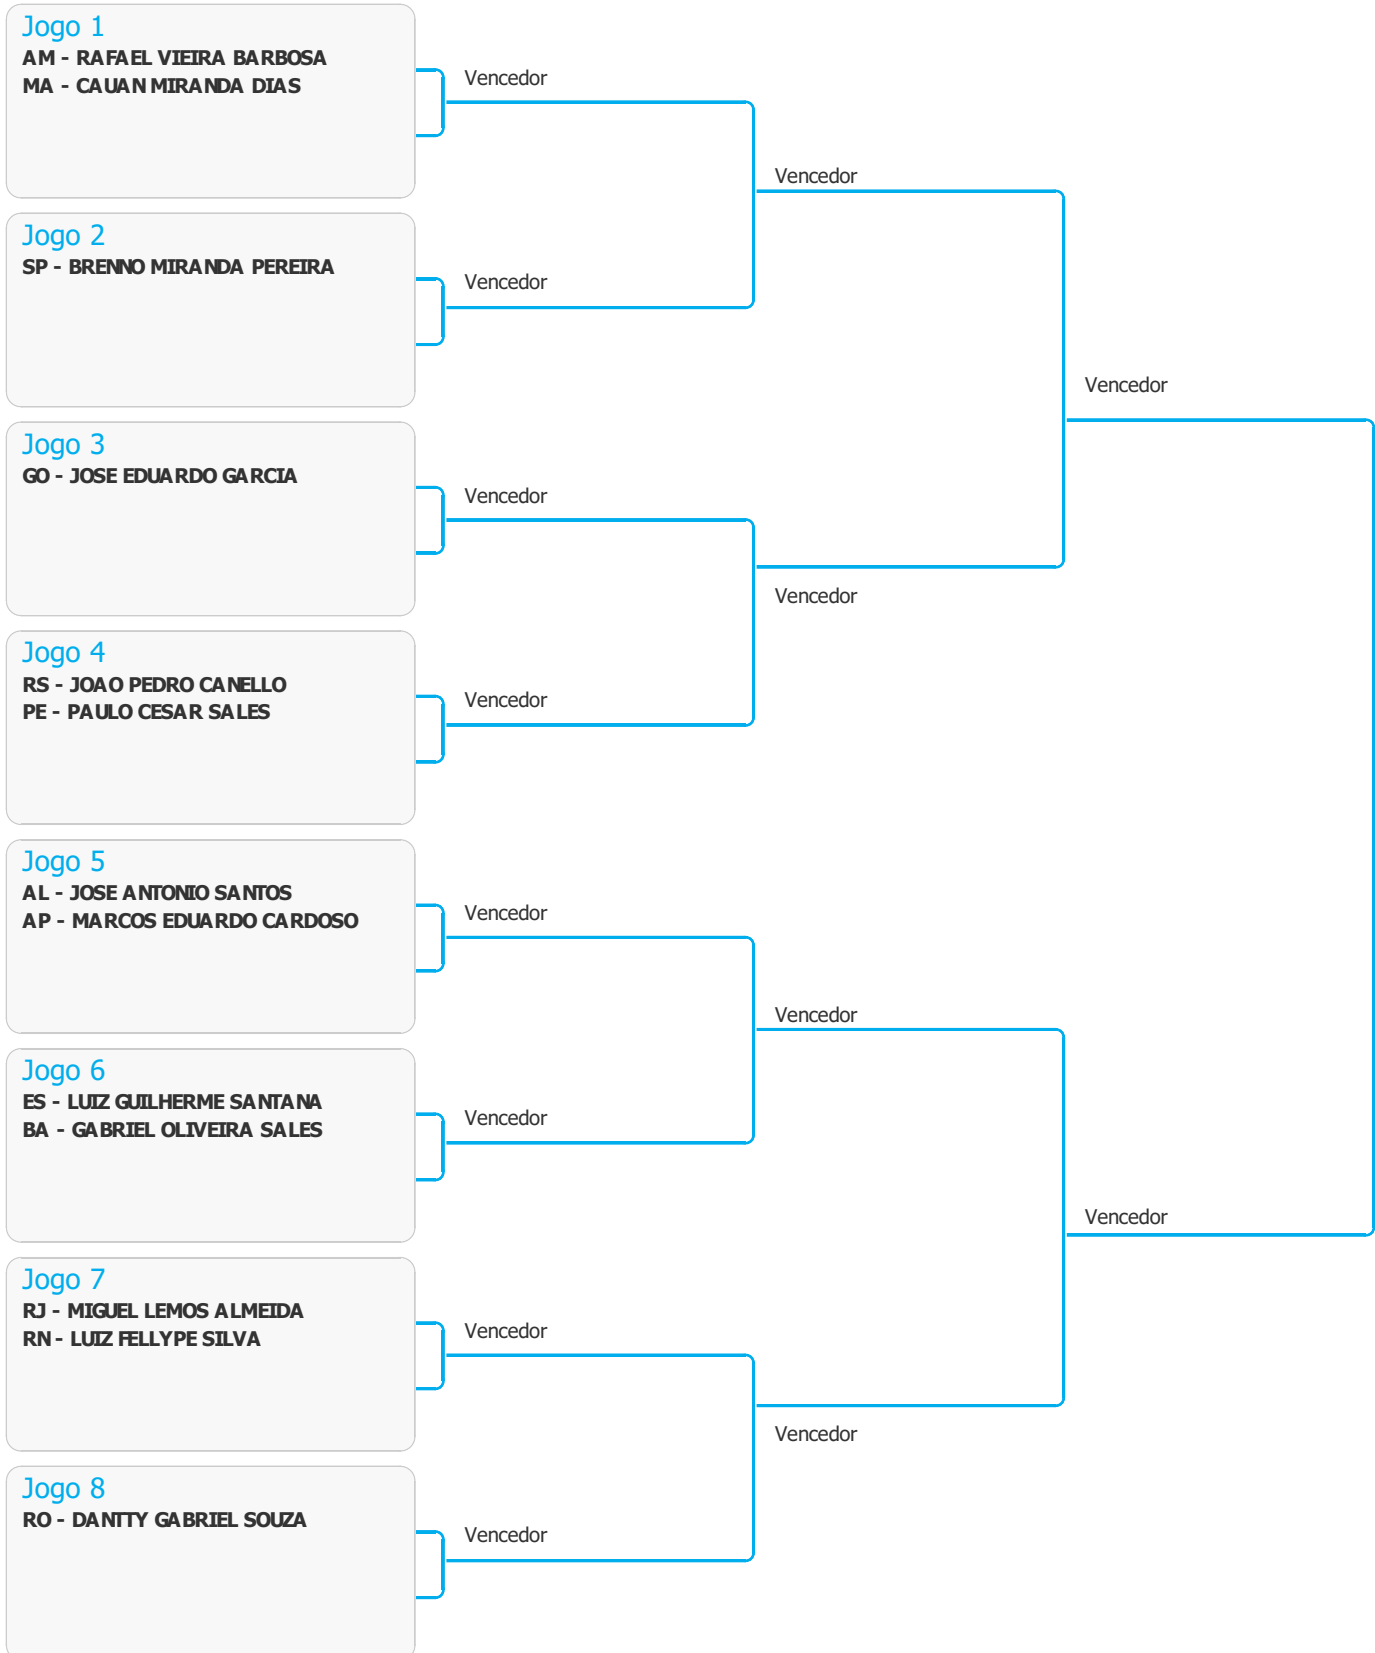 Jogo 1
AM - RAFAEL VIEIRA BARBOSA
MA - CAUAN MIRANDA DIAS
Vencedor
Vencedor
Jogo 2
SP - BRENNO MIRANDA PEREIRA
Vencedor
Vencedor
Jogo 3
GO - JOSE EDUARDO GARCIA
Vencedor
Vencedor
Jogo 4
RS - JOAO PEDRO CANELLO
PE - PAULO CESAR SALES
Vencedor
Jogo 5
AL - JOSE ANTONIO SANTOS
AP - MARCOS EDUARDO CARDOSO
Vencedor
Vencedor
Jogo 6
ES - LUIZ GUILHERME SANTANA
BA - GABRIEL OLIVEIRA SALES
Vencedor
Vencedor
Jogo 7
RJ - MIGUEL LEMOS ALMEIDA
RN - LUIZ FELLYPE SILVA
Vencedor
Vencedor
Jogo 8
RO - DANTTY GABRIEL SOUZA
Vencedor